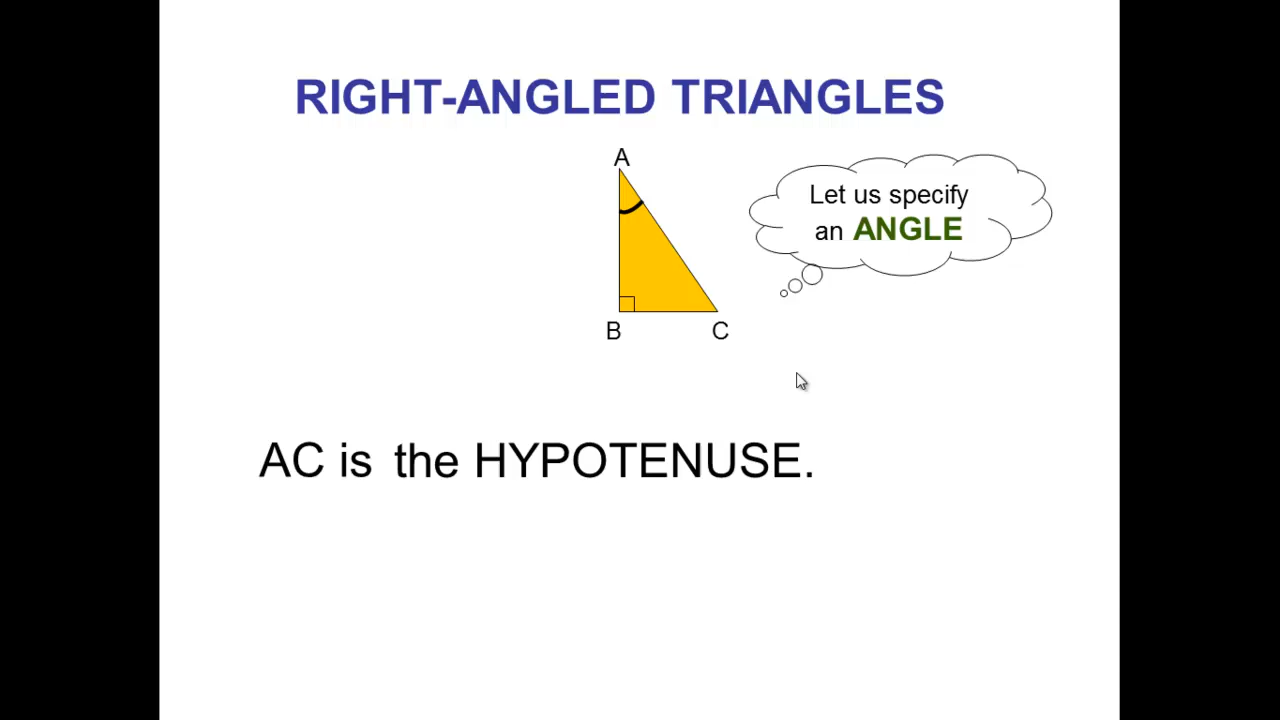 RIGHT-ANGLED TRIANGLES
A
Let us specify
an ANGLE
B
C
AC is the HYPOTENUSE.